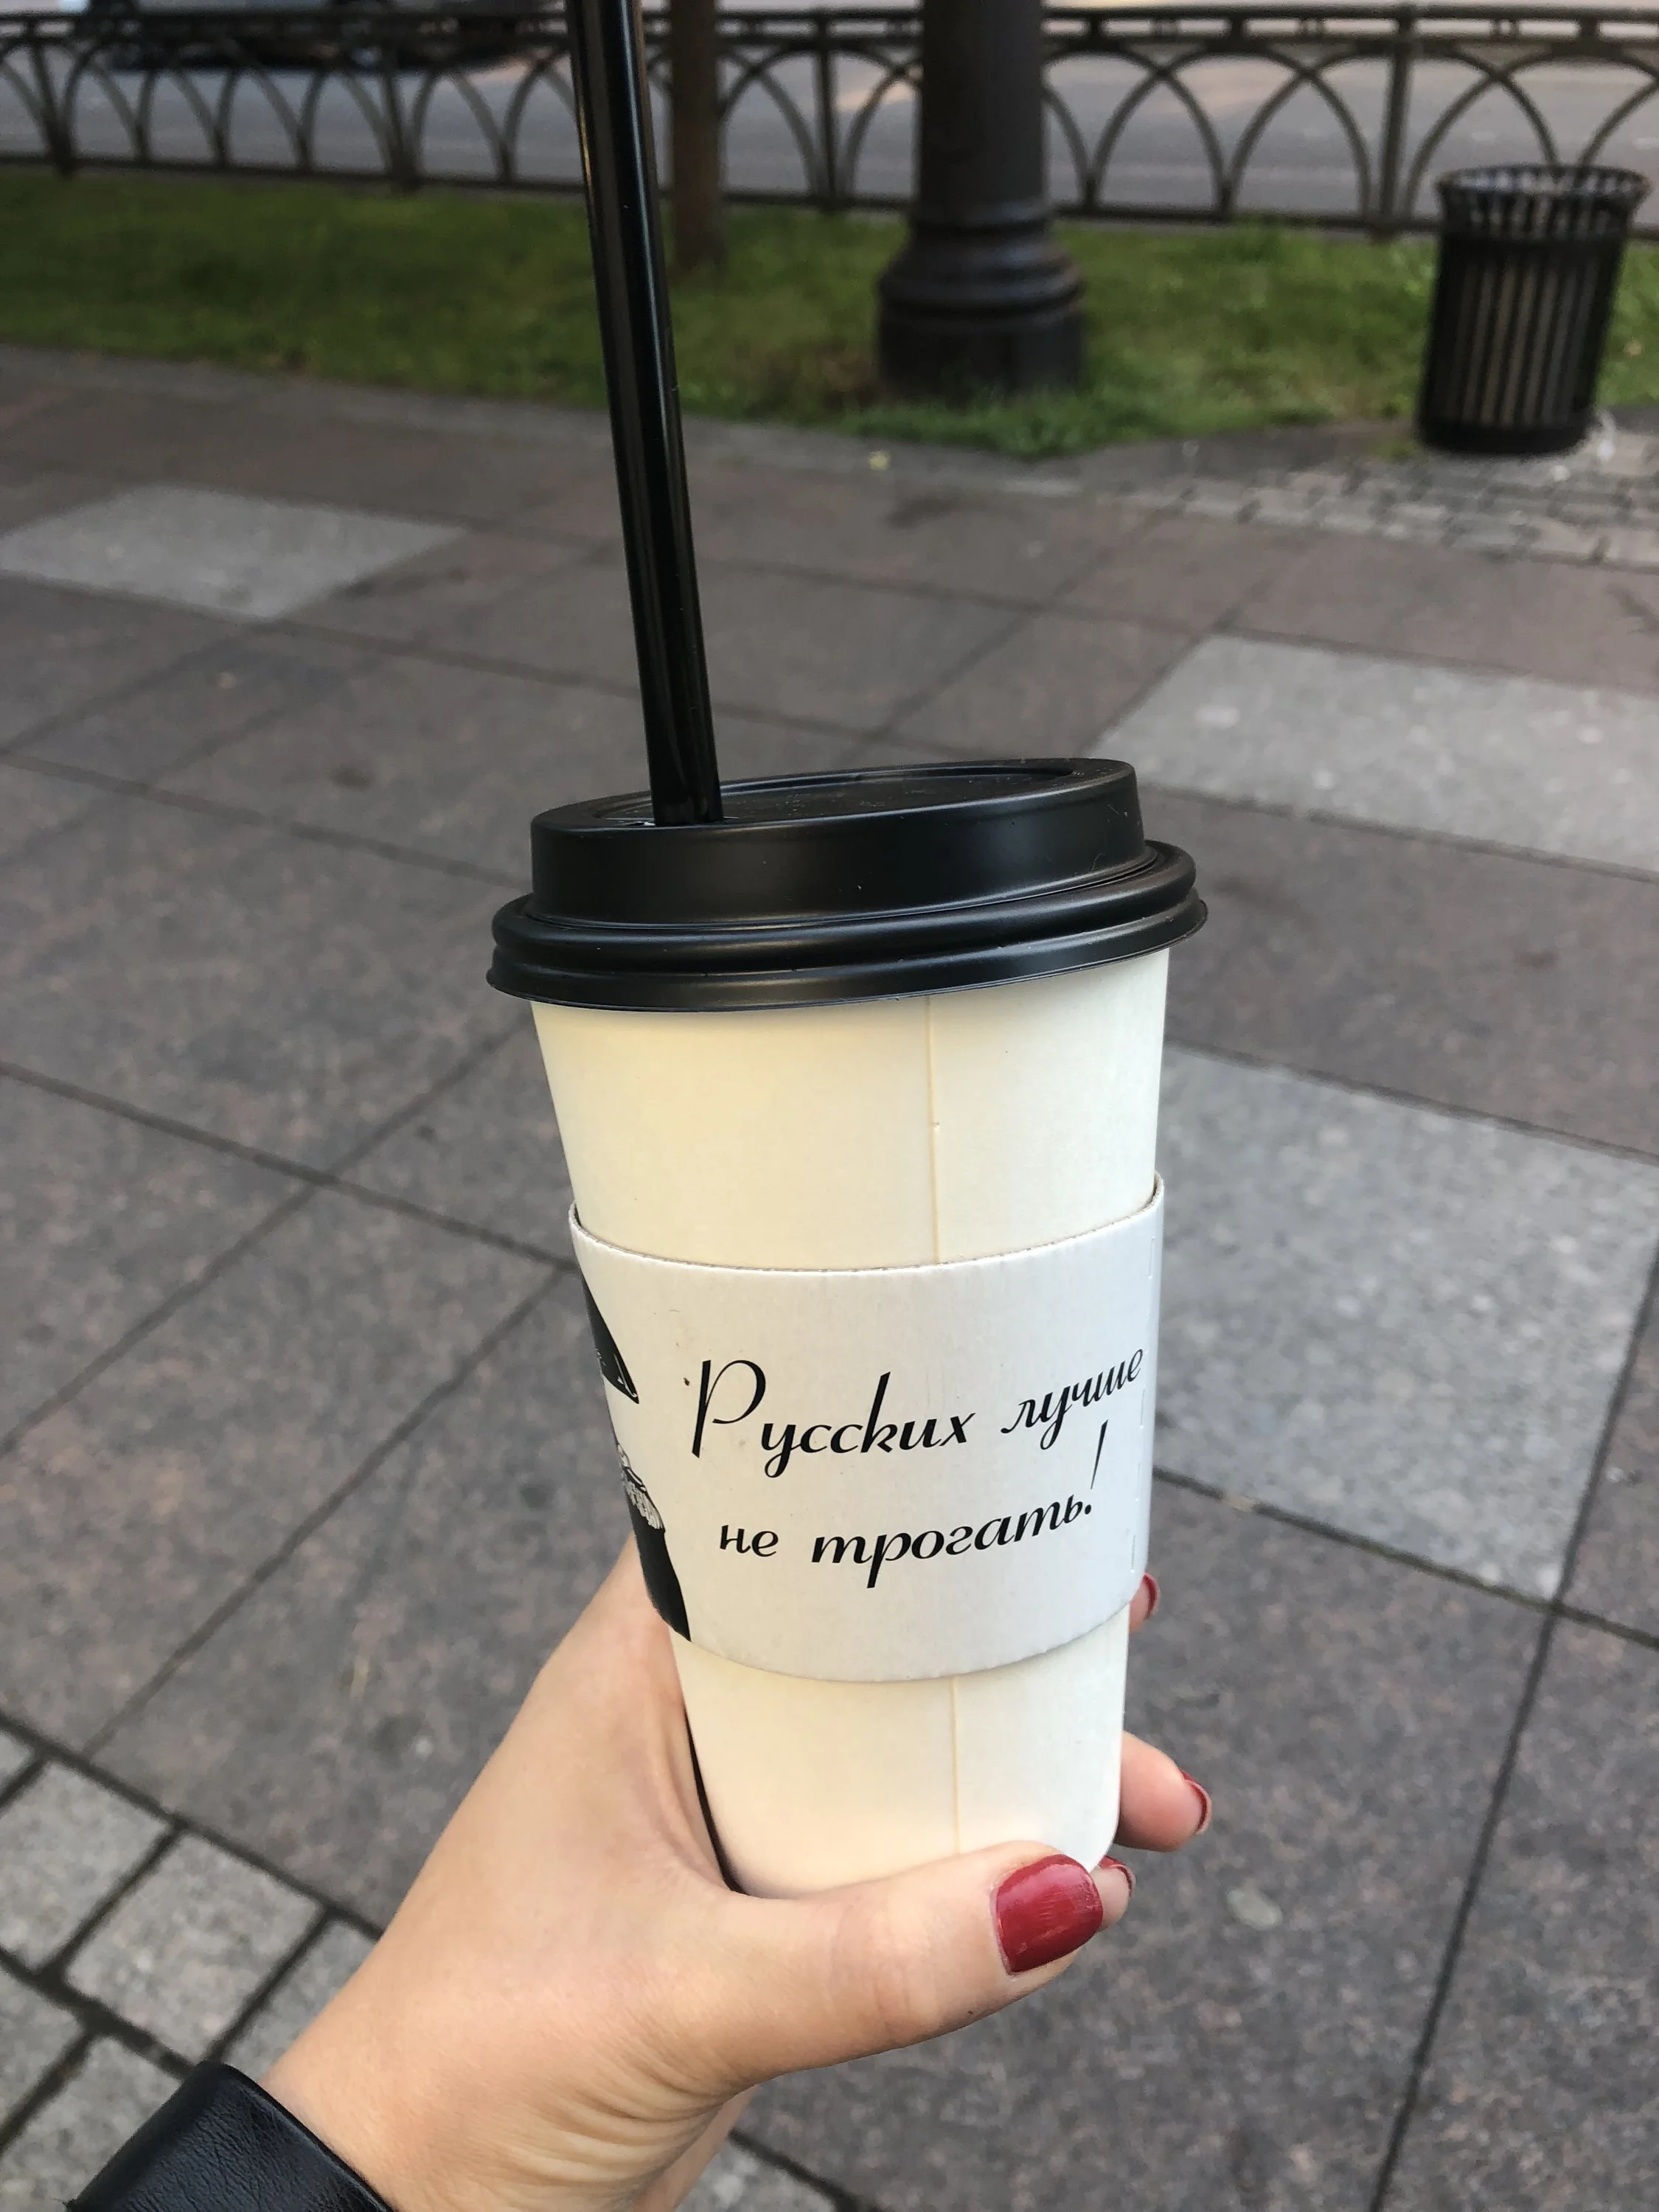 Русских лучше
не трогать!